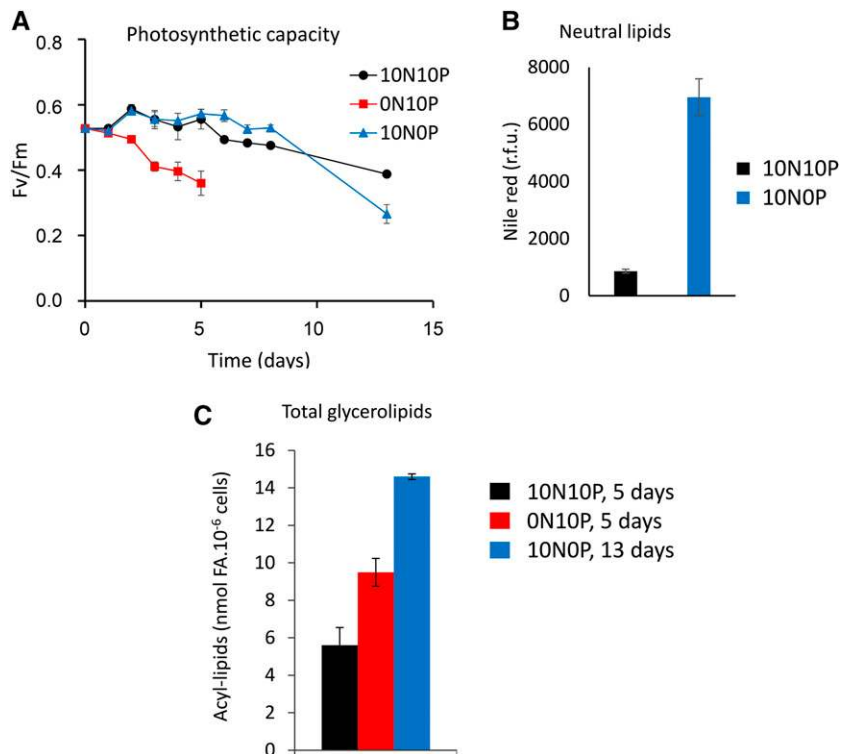 A
Photosynthetic capacity
0.8
0.6
0.4
0.2
0.0
Fv/Fm
0
5
10
15
Time (days)
10N10P
0N10P
10N0P
B
Neutral lipids
8000
6000
4000
2000
0
Nile red (r.f.u.)
10N10P
10N0P
C
Total glycerolipids
16
14
12
10
8
6
4
2
0
Acyl-lipids (nmol FA.10⁻⁶ cells)
10N10P, 5 days
0N10P, 5 days
10N0P, 13 days